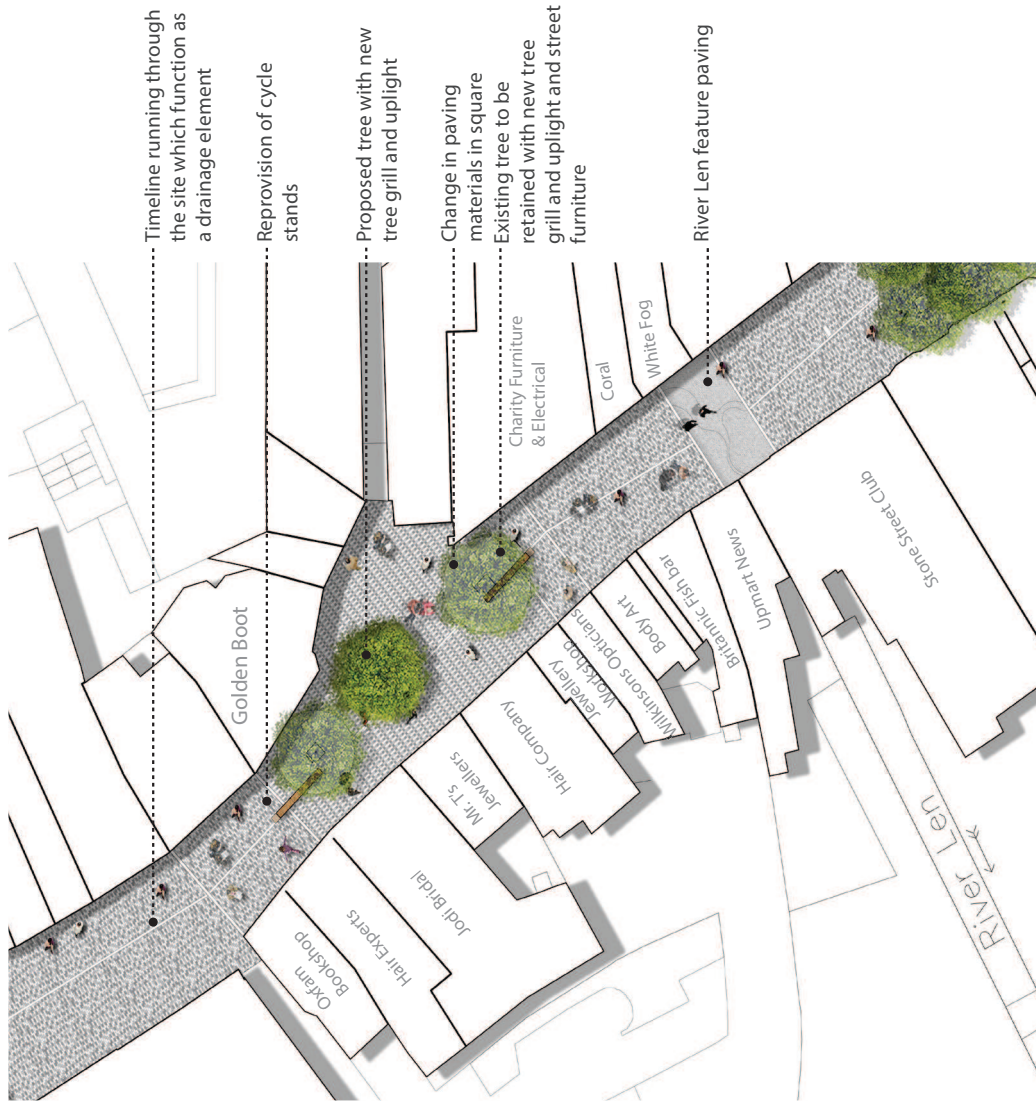 Timeline running through
the site which function as
a drainage element
Reprovision of cycle
stands
Proposed tree with new
tree grill and uplight
Change in paving
materials in square
Existing tree to be
retained with new tree
grill and uplight and street
furniture
River Len feature paving
Golden Boot
Charity Furniture
& Electrical
Coral
White Fog
Oxfam
Bookshop
Hair Experts
Jodi Bridal
Mr. T's
Jewellers
Hair Company
Jewellery
Workshop
Wilkinsons Opticians
Body Art
Britannic Fish bar
Upmart News
Stone Street Club
River Len